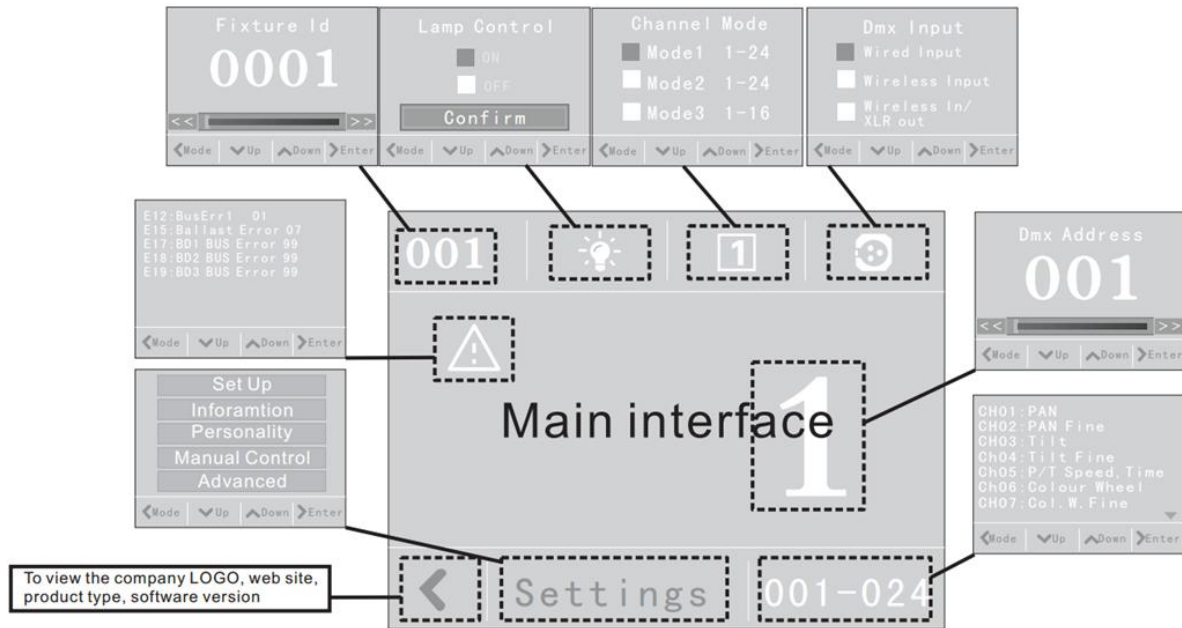 Fixture Id
0001
<< >>
Mode Up Down Enter
Lamp Control
ON
OFF
Confirm
Mode Up Down Enter
Channel Mode
Mode1 1-24
Mode2 1-24
Mode3 1-16
Mode Up Down Enter
Dmx Input
Wired Input
Wireless Input
Wireless In/
XLR out
Mode Up Down Enter
E12:BusErr1 01
E15:Ballast Error 07
E17:BD1 BUS Error 99
E18:BD2 BUS Error 99
E19:BD3 BUS Error 99
Mode Up Down Enter
Set Up
Inforamtion
Personality
Manual Control
Advanced
Mode Up Down Enter
To view the company LOGO, web site,
product type, software version
001
1
Main interface
1
Settings
001-024
Dmx Address
001
<< >>
Mode Up Down Enter
CH01:PAN
CH02:PAN Fine
CH03:Tilt
Ch04:Tilt Fine
Ch05:P/T Speed,Time
Ch06:Colour Wheel
CH07:Col.W.Fine
Mode Up Down Enter